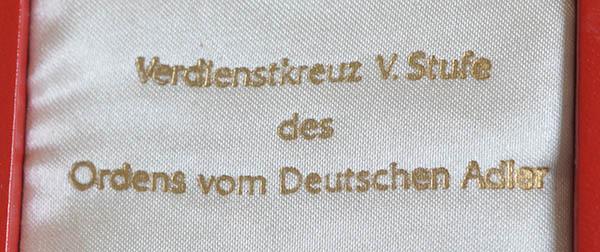 Verdienstkreuz V. Stufe
des
Ordens vom Deutschen Adler